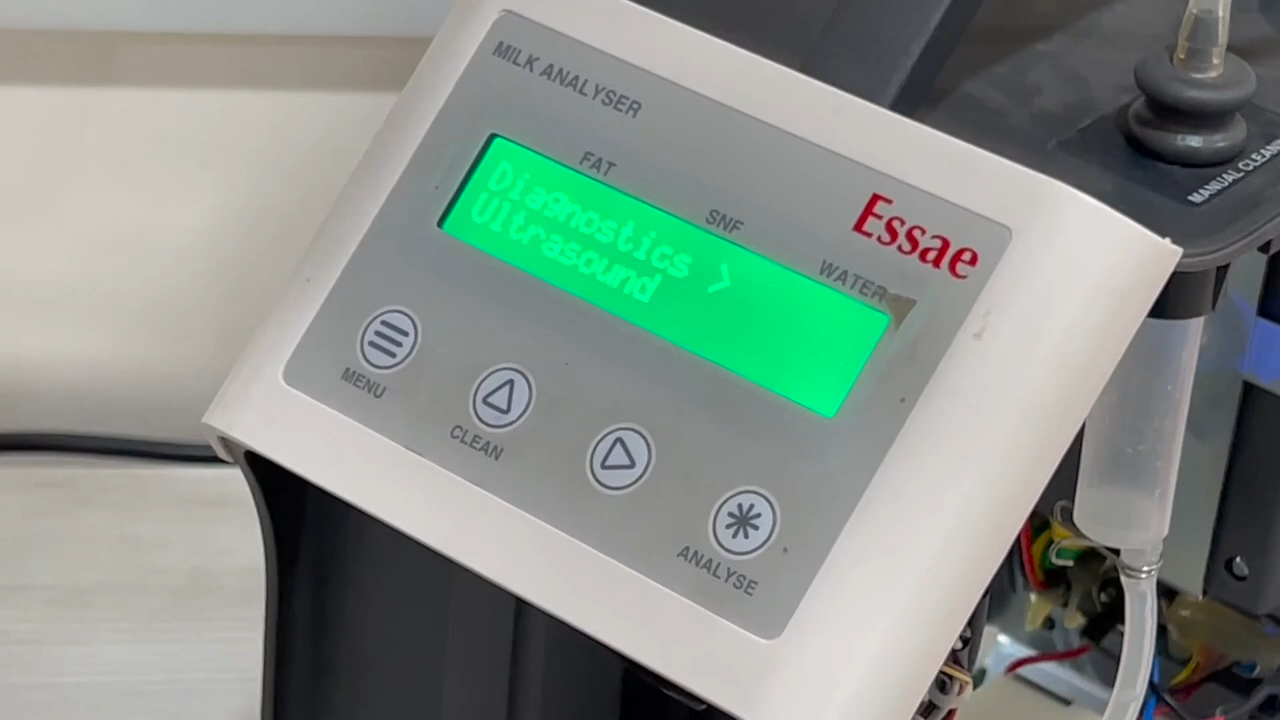 MILK ANALYSER
FAT
SNF
WATER
Essae
Diagnostics >
Ultrasound
MENU
CLEAN
ANALYSE
MANUAL CLEAN